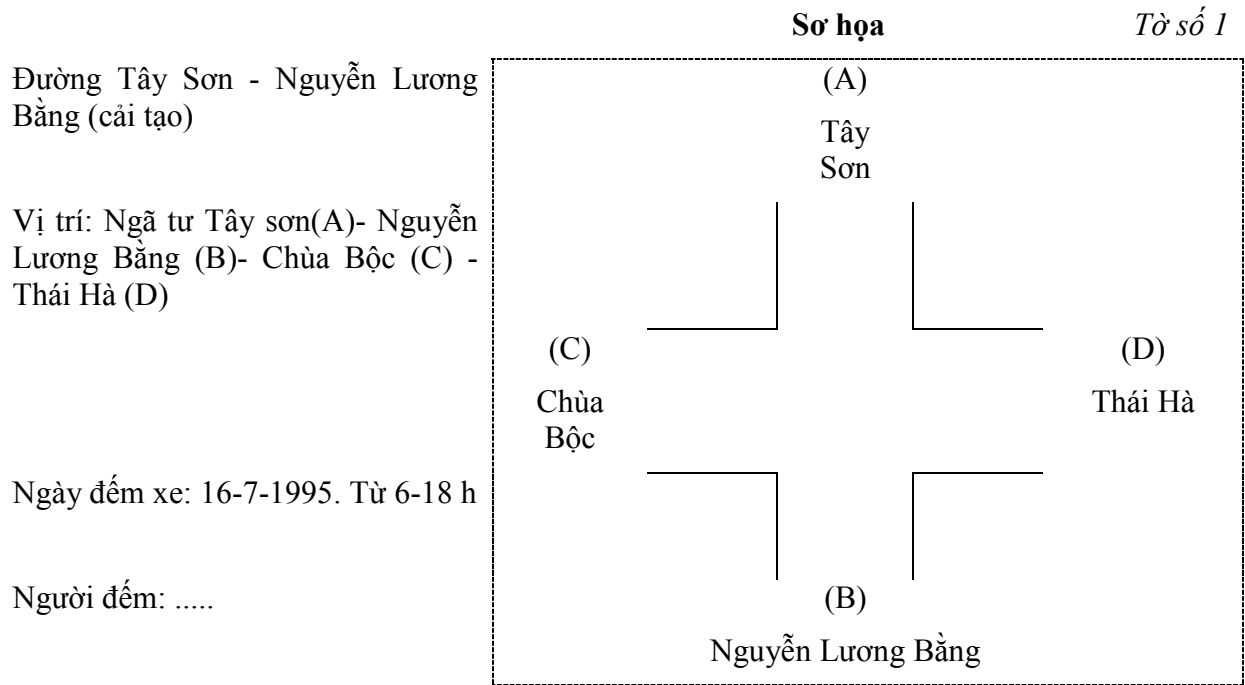 Sơ họa
Tờ số 1
Đường Tây Sơn - Nguyễn Lương
Bằng (cải tạo)
(A)
Tây
Sơn
Vị trí: Ngã tư Tây sơn(A)- Nguyễn
Lương Bằng (B)- Chùa Bộc (C) -
Thái Hà (D)
(C)
Chùa
Bộc
(D)
Thái Hà
Ngày đếm xe: 16-7-1995. Từ 6-18 h
Người đếm: .....
(B)
Nguyễn Lương Bằng